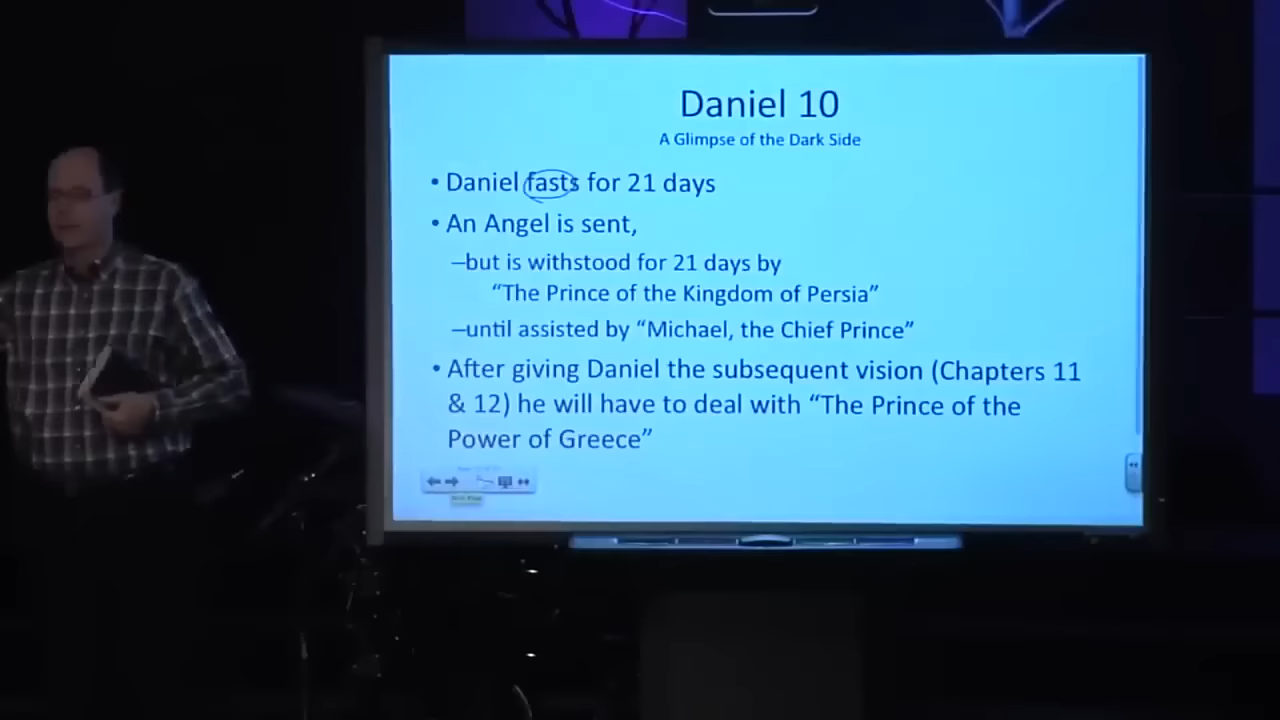 Daniel 10
A Glimpse of the Dark Side
• Daniel fasts for 21 days
• An Angel is sent,
–but is withstood for 21 days by
“The Prince of the Kingdom of Persia”
–until assisted by “Michael, the Chief Prince”
• After giving Daniel the subsequent vision (Chapters 11
& 12) he will have to deal with “The Prince of the
Power of Greece”